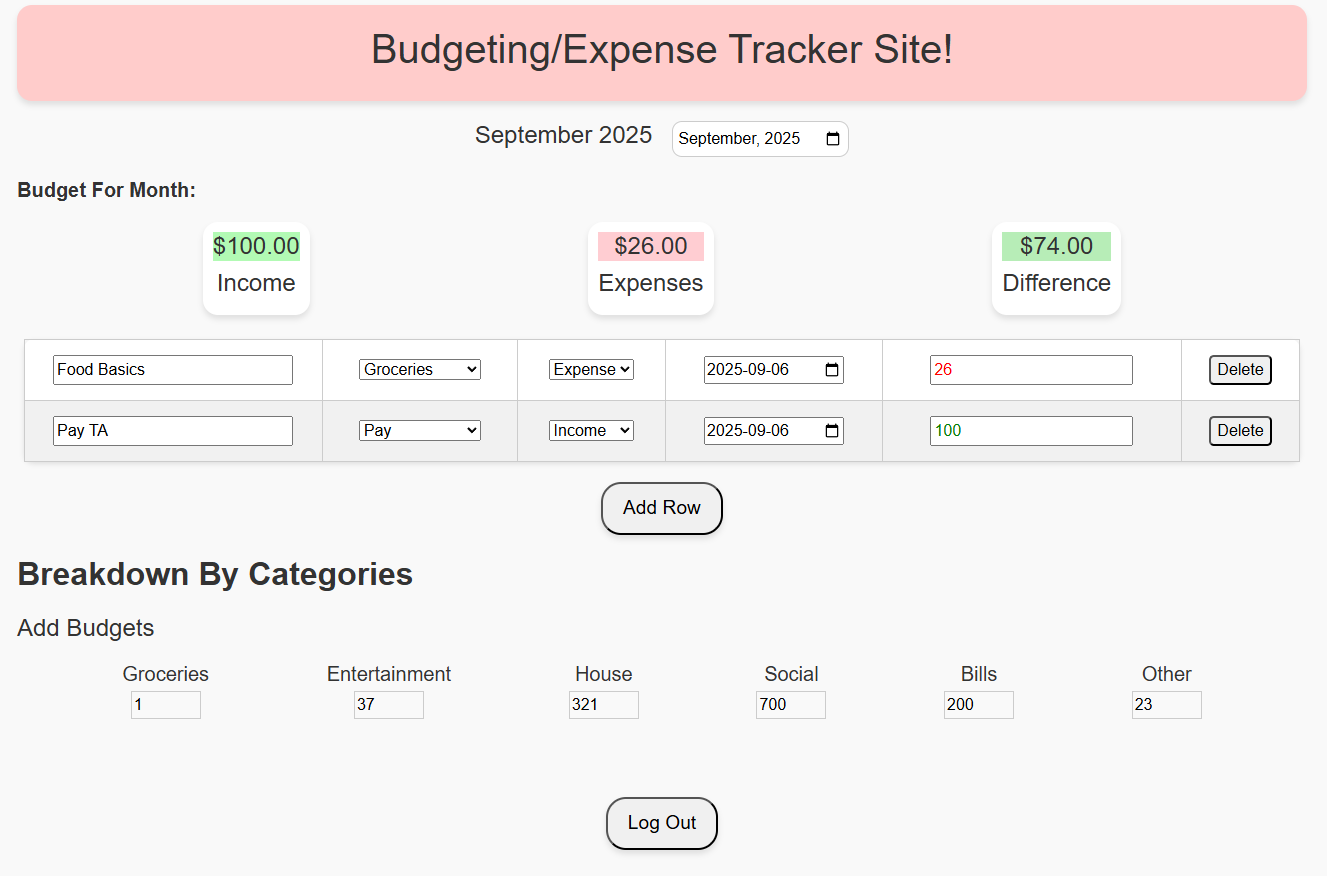 Budgeting/Expense Tracker Site!
September 2025 September, 2025
Budget For Month:
$100.00 $26.00 $74.00
Income Expenses Difference
Food Basics Groceries Expense 2025-09-06 26 Delete
Pay TA Pay Income 2025-09-06 100 Delete
Add Row
Breakdown By Categories
Add Budgets
Groceries Entertainment House Social Bills Other
1 37 321 700 200 23
Log Out